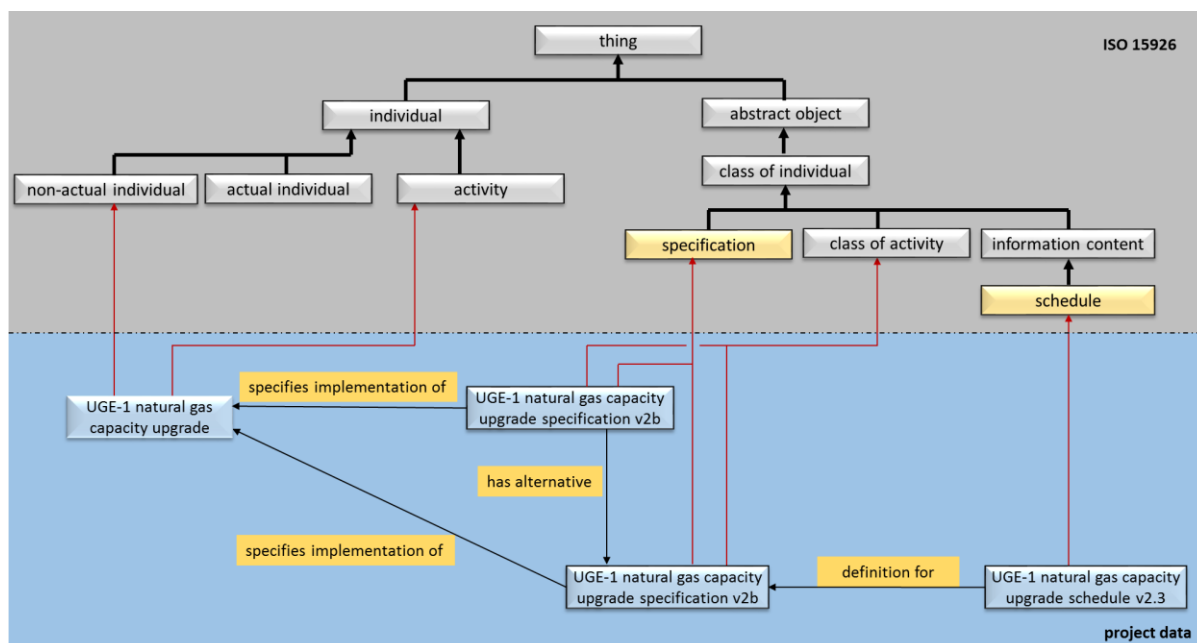 thing
ISO 15926
individual
abstract object
class of individual
non-actual individual
actual individual
activity
specification
class of activity
information content
schedule
specifies implementation of
UGE-1 natural gas
capacity upgrade
UGE-1 natural gas capacity
upgrade specification v2b
has alternative
specifies implementation of
UGE-1 natural gas capacity
upgrade specification v2b
definition for
UGE-1 natural gas capacity
upgrade schedule v2.3
project data